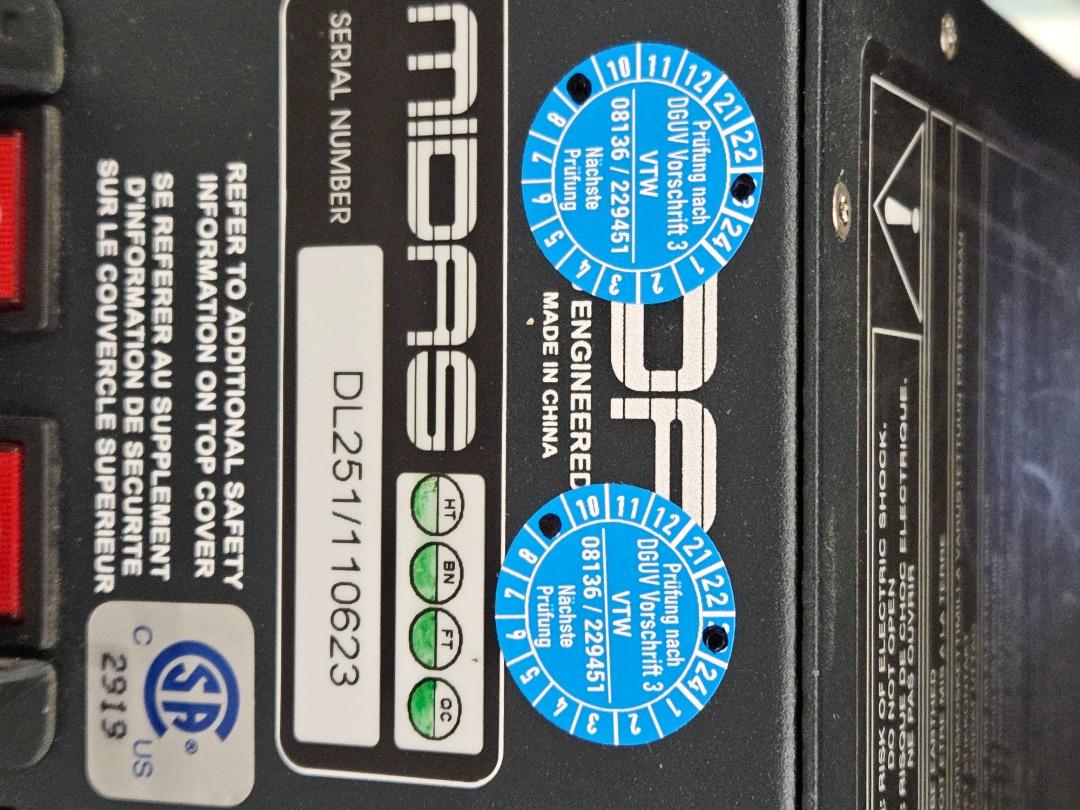 MIDAS
SERIAL NUMBER
DL251/110623
HT
BN
FT
QC
REFER TO ADDITIONAL SAFETY
INFORMATION ON TOP COVER
SE REFERER AU SUPPLEMENT
D'INFORMATION DE SECURITE
SUR LE COUVERCLE SUPERIEUR
C US
®
2919
ENGINEERED
MADE IN CHINA
10 11 12 21 22 24 1 2 3 4 5 6 7 8
Prüfung nach
DGUV Vorschrift 3
VTW
08136 / 229451
Nächste
Prüfung
10 11 12 21 22 24 1 2 3 4 5 6 7 8
Prüfung nach
DGUV Vorschrift 3
VTW
08136 / 229451
Nächste
Prüfung
RISK OF ELECTRIC SHOCK.
DO NOT OPEN
RISQUE DE CHOC ELECTRIQUE.
NE PAS OUVRIR